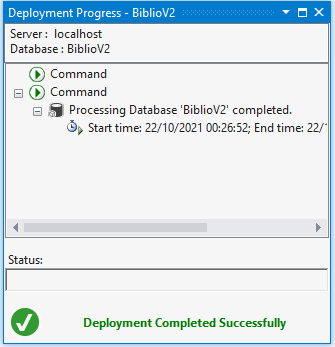 Deployment Progress - BiblioV2
Server : localhost
Database : BiblioV2
Command
Command
Processing Database 'BiblioV2' completed.
Start time: 22/10/2021 00:26:52; End time: 22/
Status:
Deployment Completed Successfully